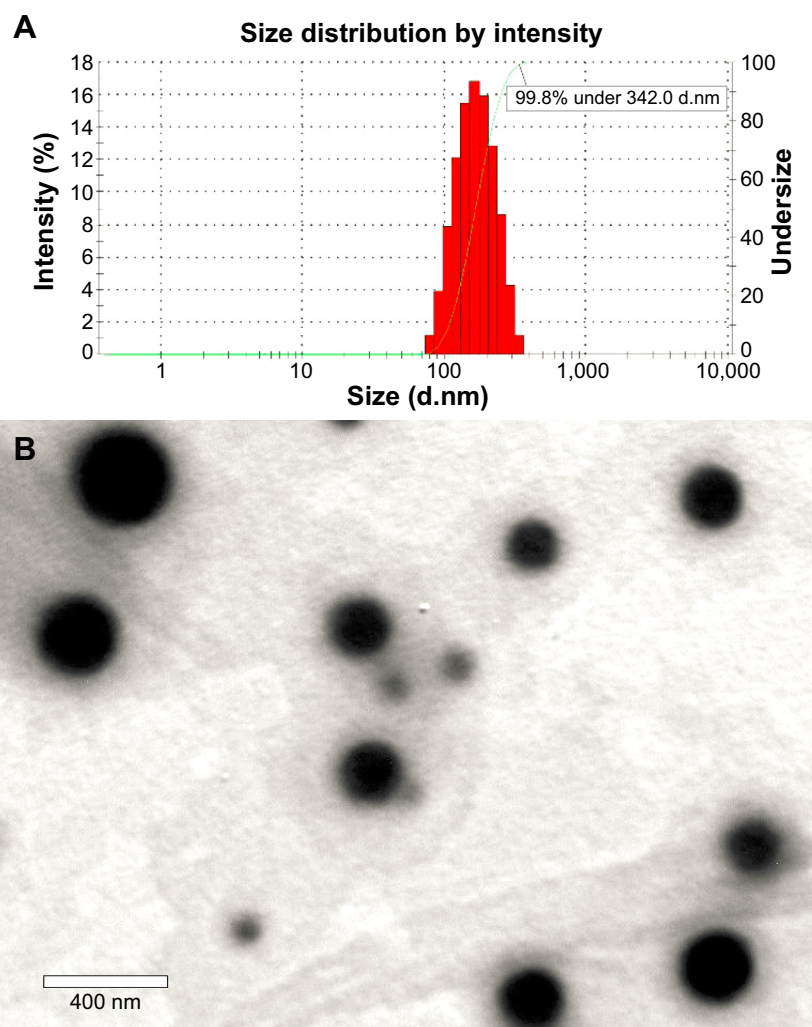 A
Size distribution by intensity
Intensity (%)
18
16
14
12
10
8
6
4
2
0
99.8% under 342.0 d.nm
100
80
60
40
20
0
Undersize
1 10 100 1,000 10,000
Size (d.nm)
B
400 nm